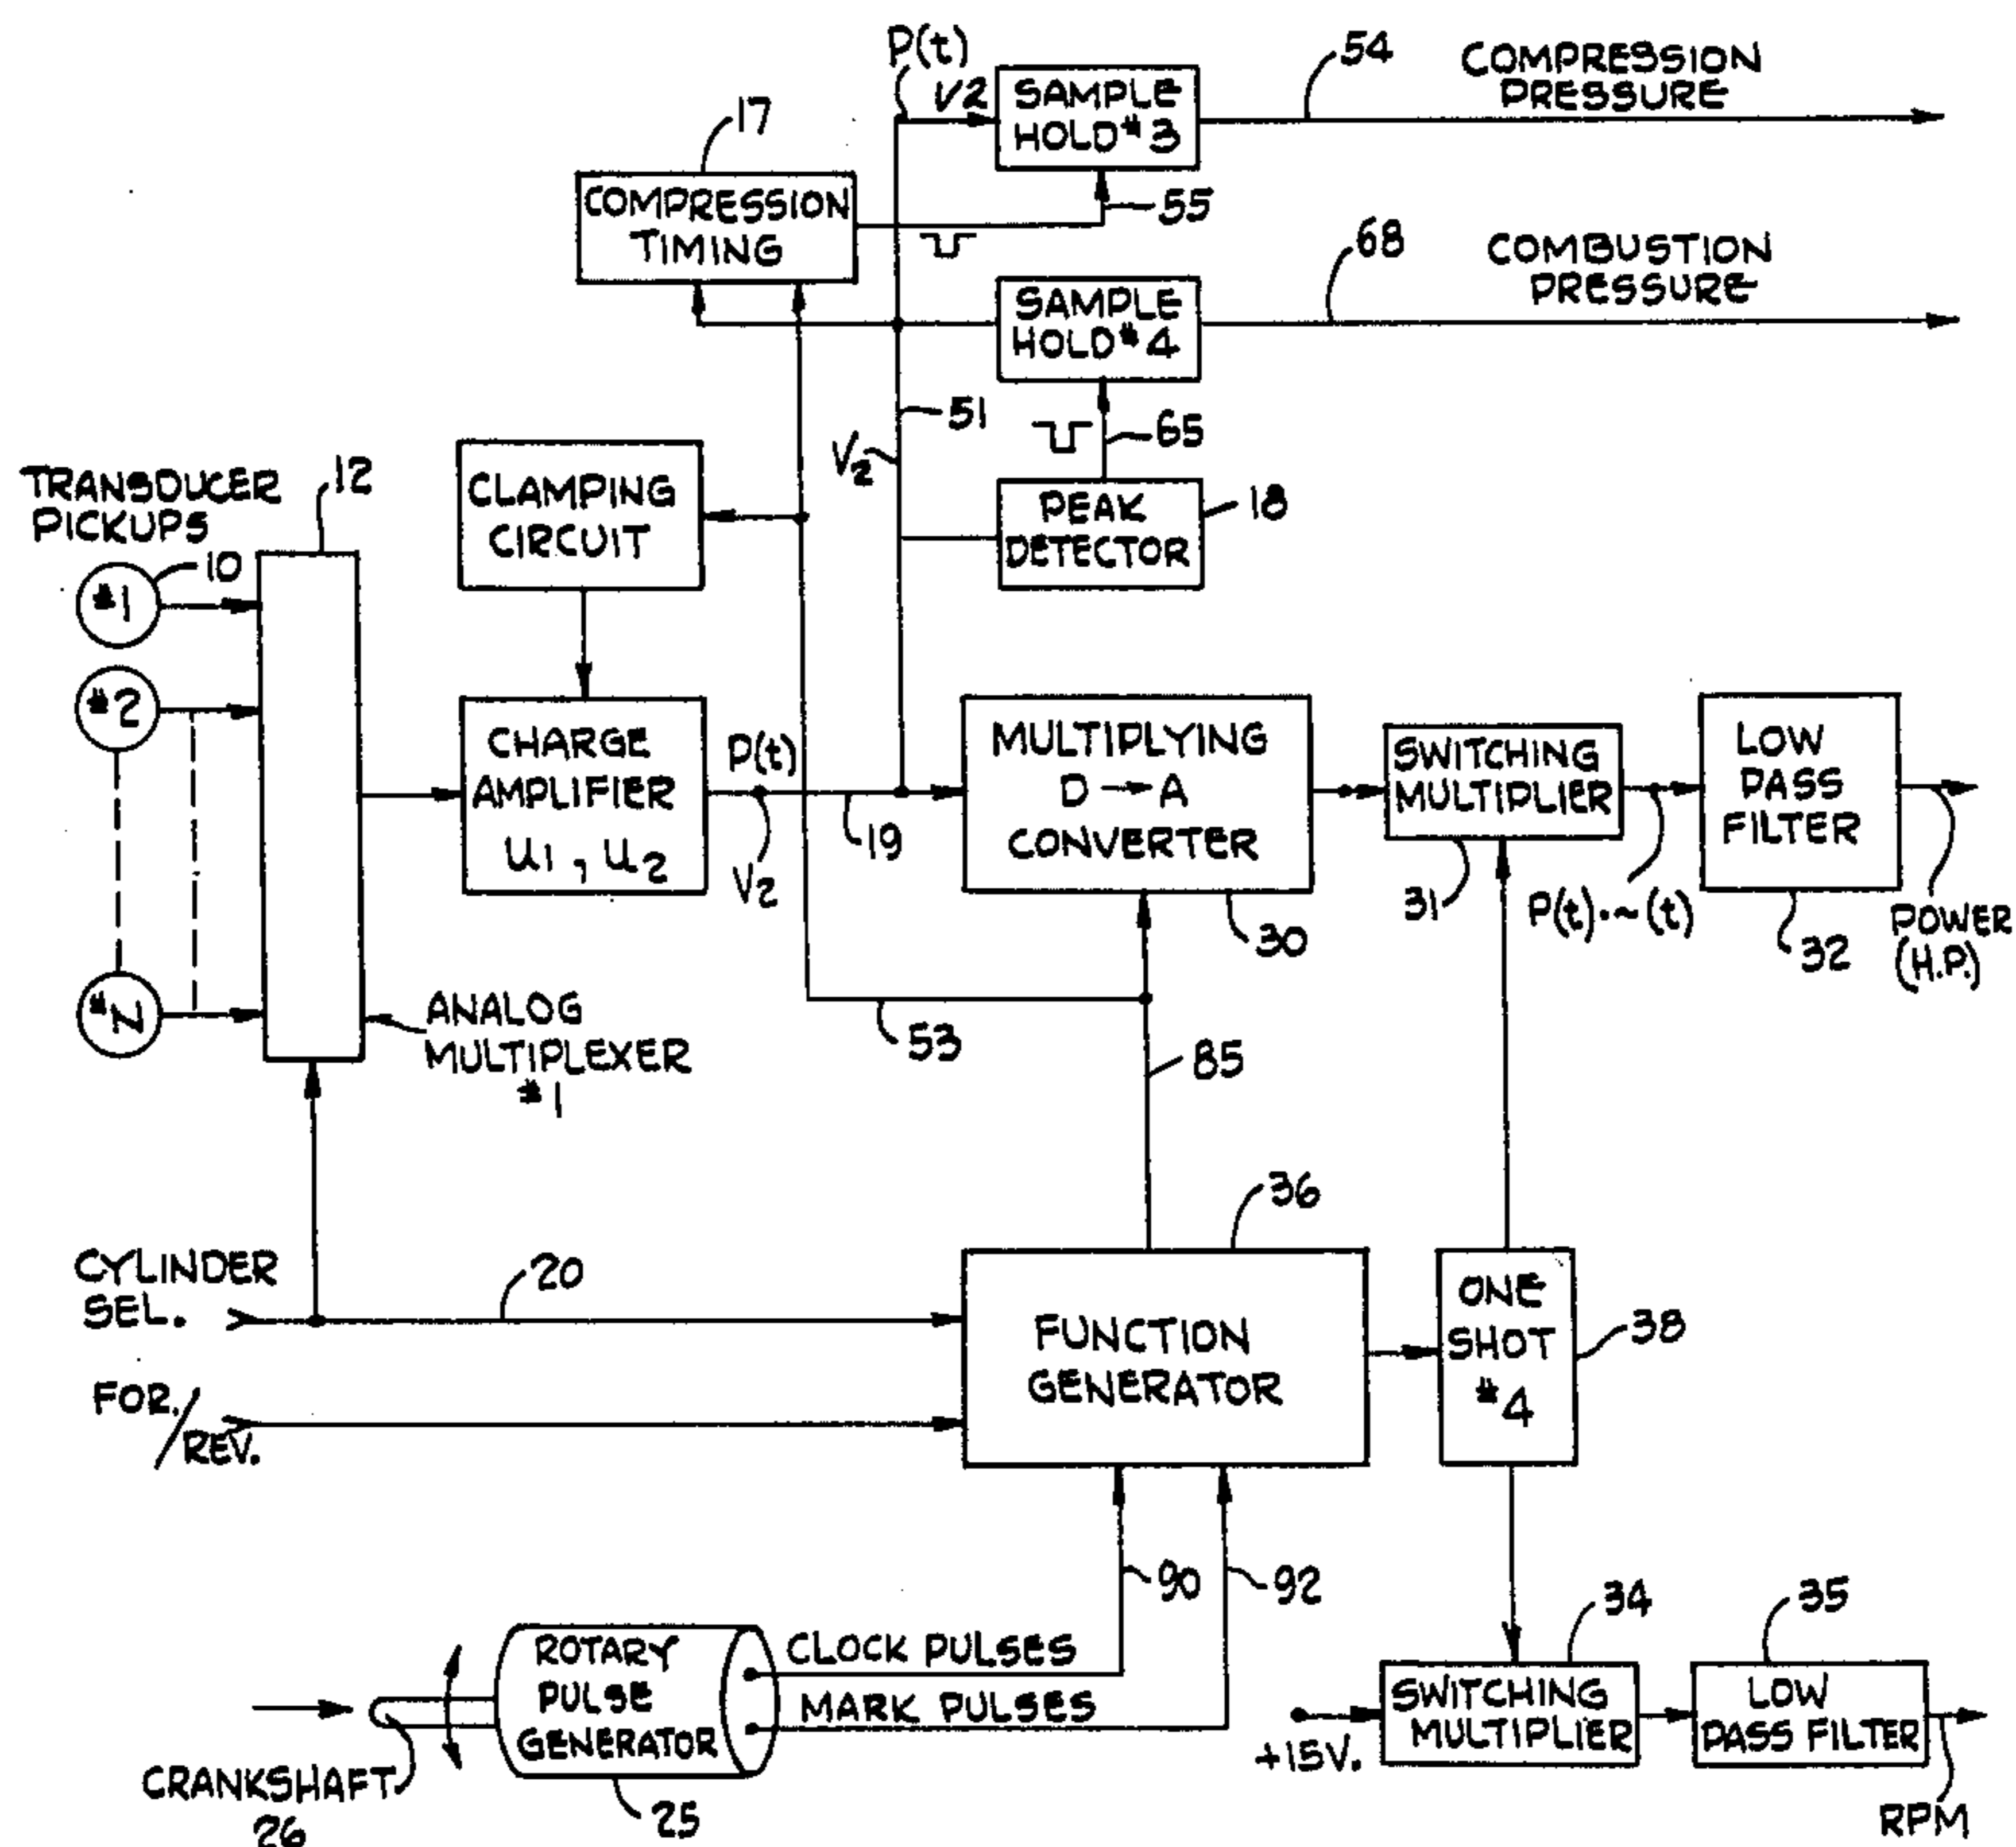 P(t)
V2
SAMPLE
HOLD #3
54
COMPRESSION
PRESSURE
17
COMPRESSION
TIMING
55
68
COMBUSTION
PRESSURE
SAMPLE
HOLD #4
51
65
V2
PEAK
DETECTOR
18
TRANSDUCER
PICKUPS
12
CLAMPING
CIRCUIT
10
#1
#2
#N
CHARGE
AMPLIFIER
U1, U2
P(t)
V2
19
MULTIPLYING
D → A
CONVERTER
30
SWITCHING
MULTIPLIER
31
P(t)·~(t)
LOW
PASS
FILTER
32
POWER
(H.P.)
ANALOG
MULTIPLEXER
#1
53
85
36
CYLINDER
SEL.
20
FOR./REV.
FUNCTION
GENERATOR
ONE
SHOT
#4
38
90
92
ROTARY
PULSE
GENERATOR
CLOCK PULSES
MARK PULSES
CRANKSHAFT
26
25
34
35
+15V.
SWITCHING
MULTIPLIER
LOW
PASS FILTER
RPM